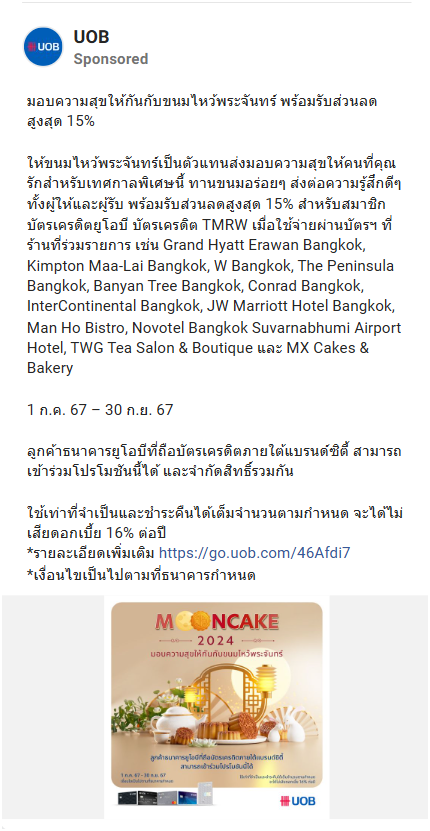 UOB
UOB
Sponsored
มอบความสุขให้กันกับขนมไหว้พระจันทร์ พร้อมรับส่วนลด
สูงสุด 15%
ให้ขนมไหว้พระจันทร์เป็นตัวแทนส่งมอบความสุขให้คนที่คุณ
รักสำหรับเทศกาลพิเศษนี้ ทานขนมอร่อยๆ ส่งต่อความรู้สึกดีๆ
ทั้งผู้ให้และผู้รับ พร้อมรับส่วนลดสูงสุด 15% สำหรับสมาชิก
บัตรเครดิตยูโอบี บัตรเครดิต TMRW เมื่อใช้จ่ายผ่านบัตรฯ ที่
ร้านที่ร่วมรายการ เช่น Grand Hyatt Erawan Bangkok,
Kimpton Maa-Lai Bangkok, W Bangkok, The Peninsula
Bangkok, Banyan Tree Bangkok, Conrad Bangkok,
InterContinental Bangkok, JW Marriott Hotel Bangkok,
Man Ho Bistro, Novotel Bangkok Suvarnabhumi Airport
Hotel, TWG Tea Salon & Boutique และ MX Cakes &
Bakery
1 ก.ค. 67 – 30 ก.ย. 67
ลูกค้าธนาคารยูโอบีที่ถือบัตรเครดิตภายใต้แบรนด์ซิตี้ สามารถ
เข้าร่วมโปรโมชันนี้ได้ และจำกัดสิทธิ์รวมกัน
ใช้เท่าที่จำเป็นและชำระคืนได้เต็มจำนวนตามกำหนด จะได้ไม่
เสียดอกเบี้ย 16% ต่อปี
*รายละเอียดเพิ่มเติม https://go.uob.com/46Afdi7
*เงื่อนไขเป็นไปตามที่ธนาคารกำหนด
MOONCAKE
2024
มอบความสุขให้กันกับขนมไหว้พระจันทร์
ลูกค้าธนาคารยูโอบีที่ถือบัตรเครดิตภายใต้แบรนด์ซิตี้
สามารถเข้าร่วมโปรโมชันนี้ได้
1 ก.ค. 67 - 30 ก.ย. 67
UOB